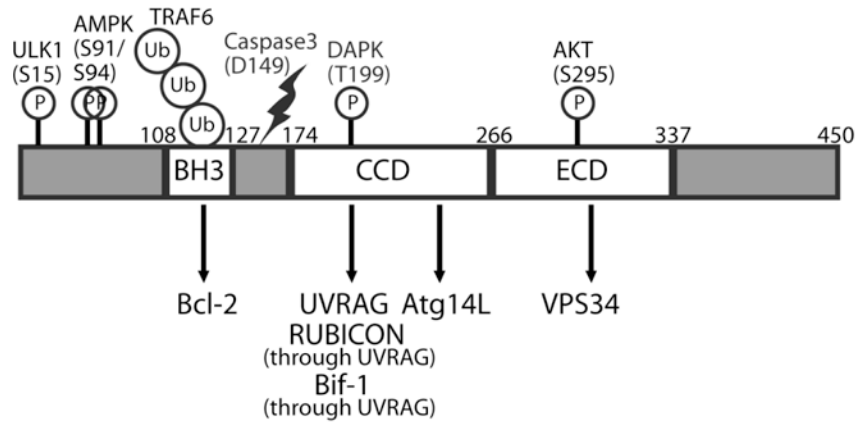 TRAF6
AMPK
(S91/
S94)
ULK1
(S15)
Caspase3
(D149)
DAPK
(T199)
AKT
(S295)
Ub
Ub
Ub
P
P
P
P
P
108
127
174
266
337
450
BH3
CCD
ECD
Bcl-2
UVRAG
Atg14L
VPS34
RUBICON
(through UVRAG)
Bif-1
(through UVRAG)